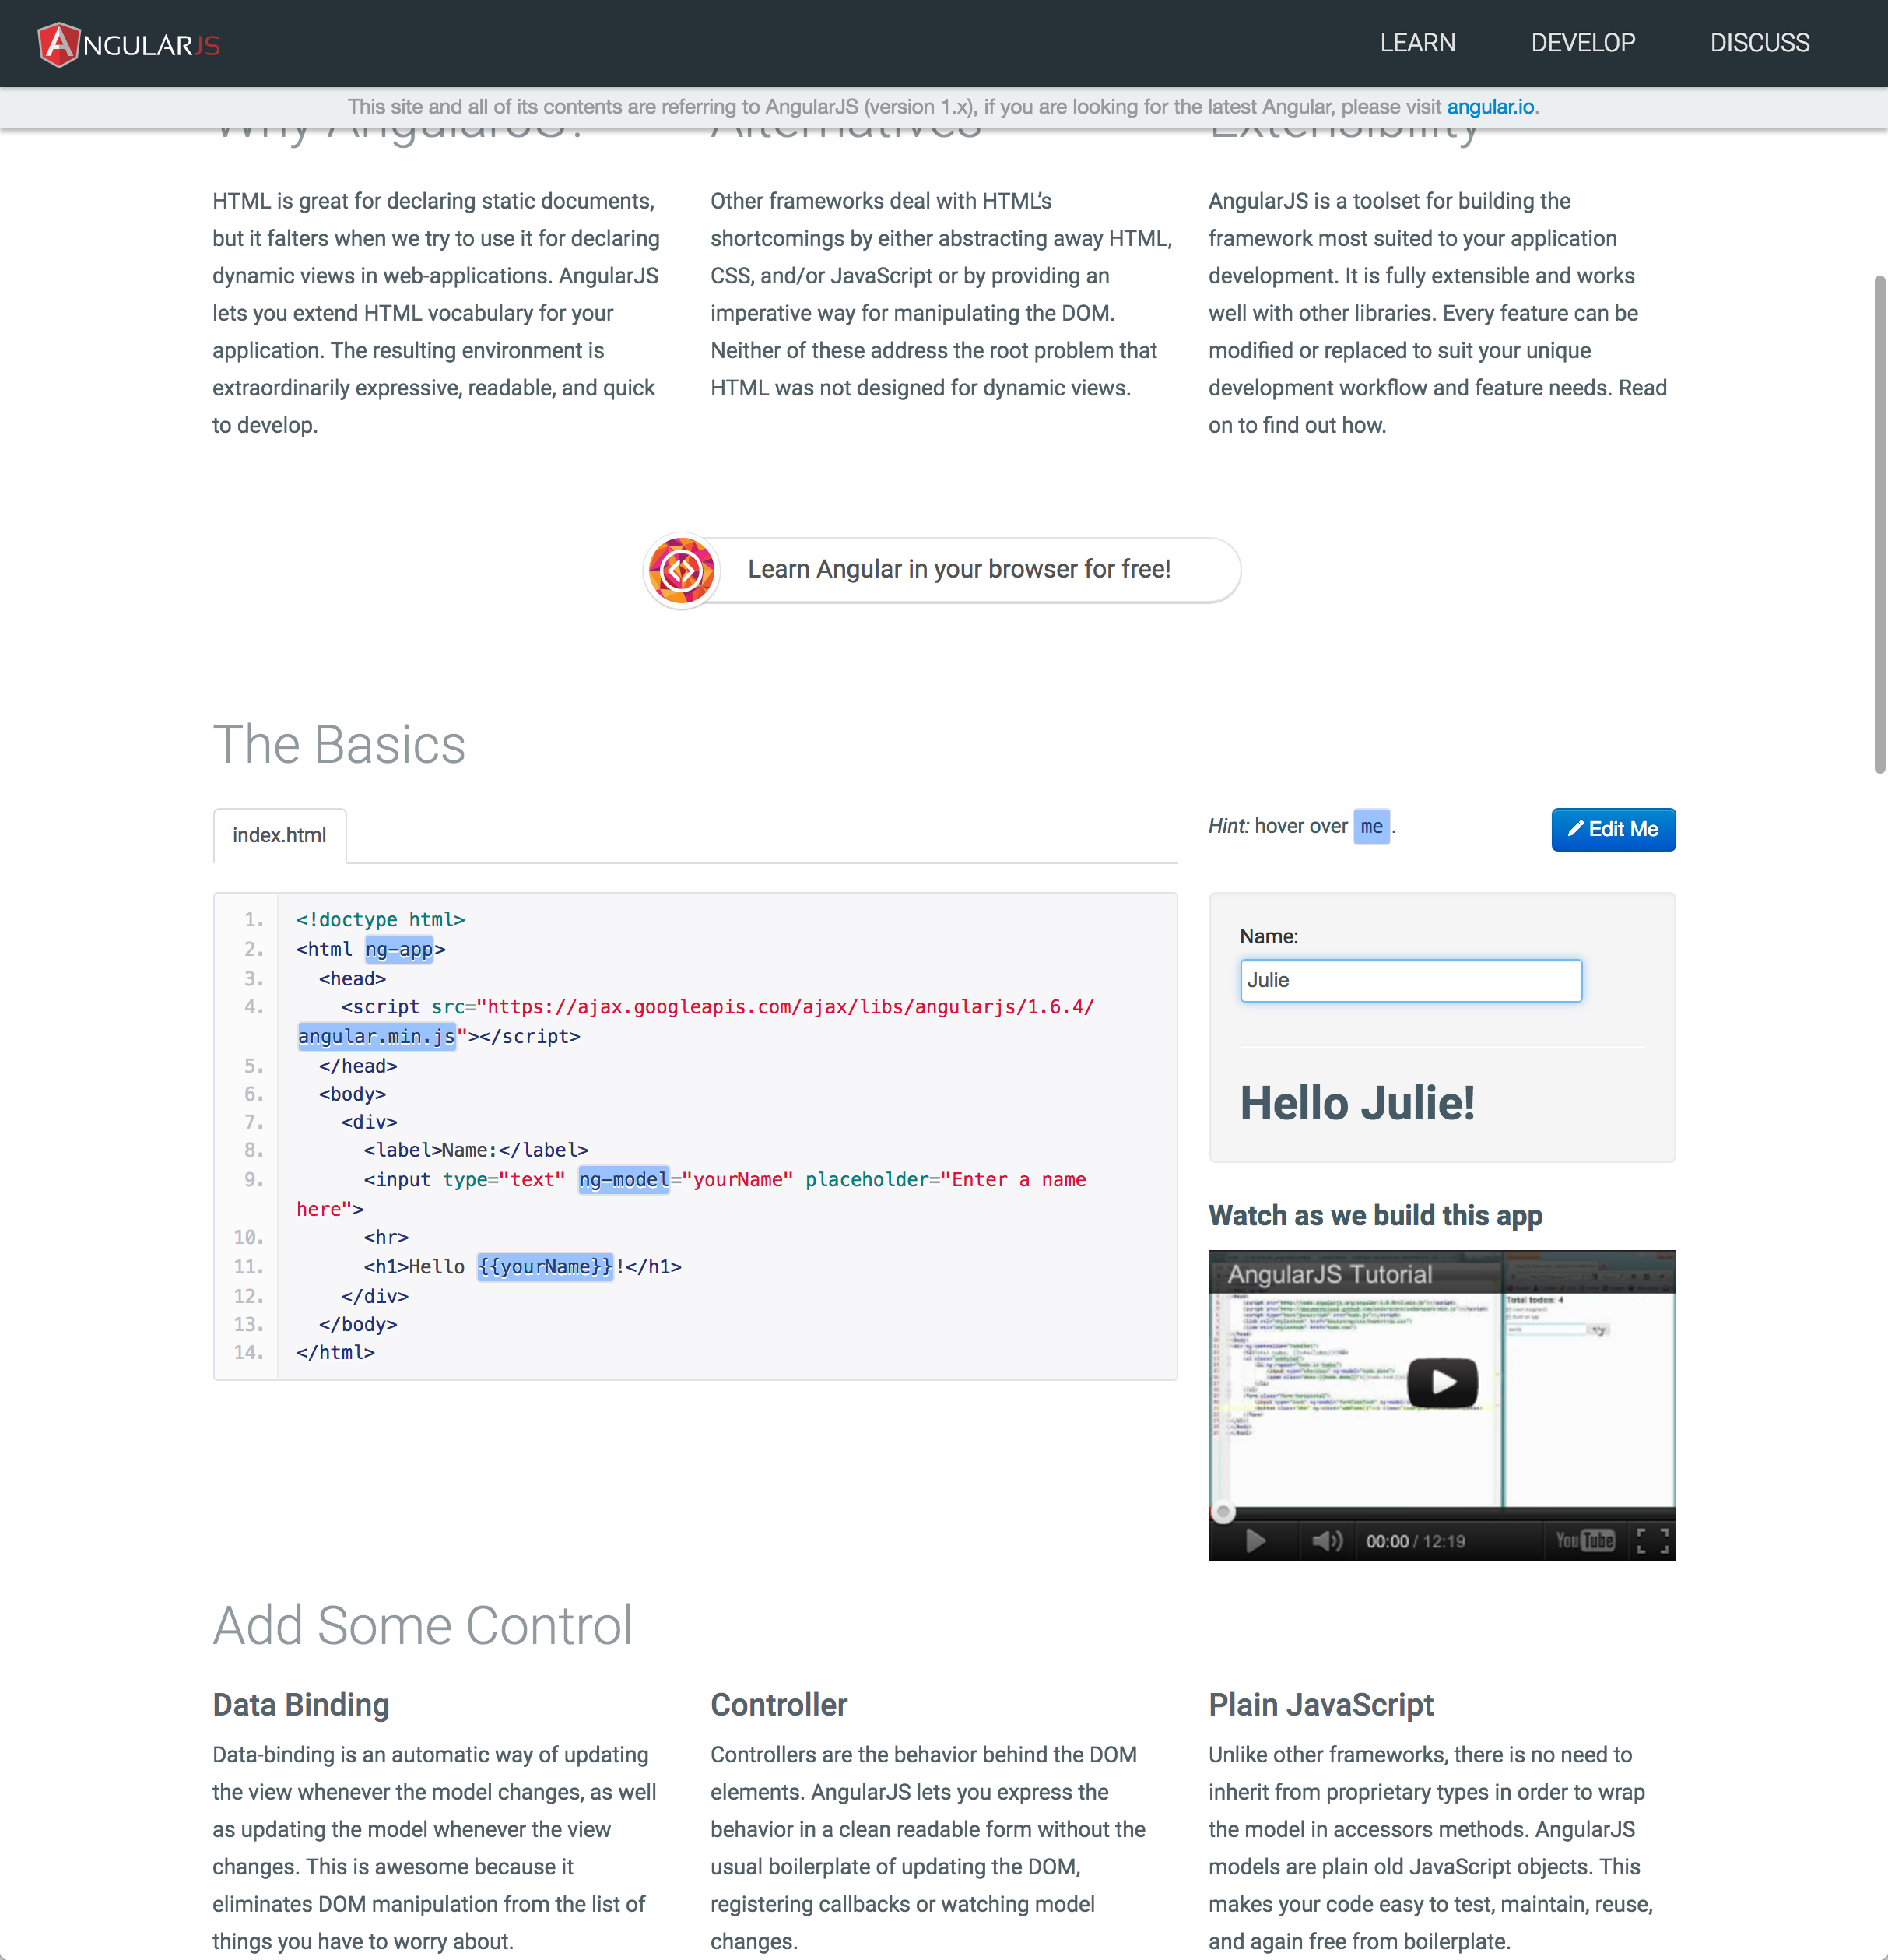 ANGULARJS
LEARN
DEVELOP
DISCUSS
This site and all of its contents are referring to AngularJS (version 1.x), if you are looking for the latest Angular, please visit angular.io.
Why AngularJS?
HTML is great for declaring static documents,
but it falters when we try to use it for declaring
dynamic views in web-applications. AngularJS
lets you extend HTML vocabulary for your
application. The resulting environment is
extraordinarily expressive, readable, and quick
to develop.
Alternatives
Other frameworks deal with HTML’s
shortcomings by either abstracting away HTML,
CSS, and/or JavaScript or by providing an
imperative way for manipulating the DOM.
Neither of these address the root problem that
HTML was not designed for dynamic views.
Extensibility
AngularJS is a toolset for building the
framework most suited to your application
development. It is fully extensible and works
well with other libraries. Every feature can be
modified or replaced to suit your unique
development workflow and feature needs. Read
on to find out how.
Learn Angular in your browser for free!
The Basics
index.html
1. <!doctype html>
2. <html ng-app>
3. <head>
4. <script src="https://ajax.googleapis.com/ajax/libs/angularjs/1.6.4/
angular.min.js"></script>
5. </head>
6. <body>
7. <div>
8. <label>Name:</label>
9. <input type="text" ng-model="yourName" placeholder="Enter a name
here">
10. <hr>
11. <h1>Hello {{yourName}}!</h1>
12. </div>
13. </body>
14. </html>
Hint: hover over me .
Edit Me
Name:
Julie
Hello Julie!
Watch as we build this app
AngularJS Tutorial
Total todos: 4
00:00 / 12:19
YouTube
Add Some Control
Data Binding
Data-binding is an automatic way of updating
the view whenever the model changes, as well
as updating the model whenever the view
changes. This is awesome because it
eliminates DOM manipulation from the list of
things you have to worry about.
Controller
Controllers are the behavior behind the DOM
elements. AngularJS lets you express the
behavior in a clean readable form without the
usual boilerplate of updating the DOM,
registering callbacks or watching model
changes.
Plain JavaScript
Unlike other frameworks, there is no need to
inherit from proprietary types in order to wrap
the model in accessors methods. AngularJS
models are plain old JavaScript objects. This
makes your code easy to test, maintain, reuse,
and again free from boilerplate.